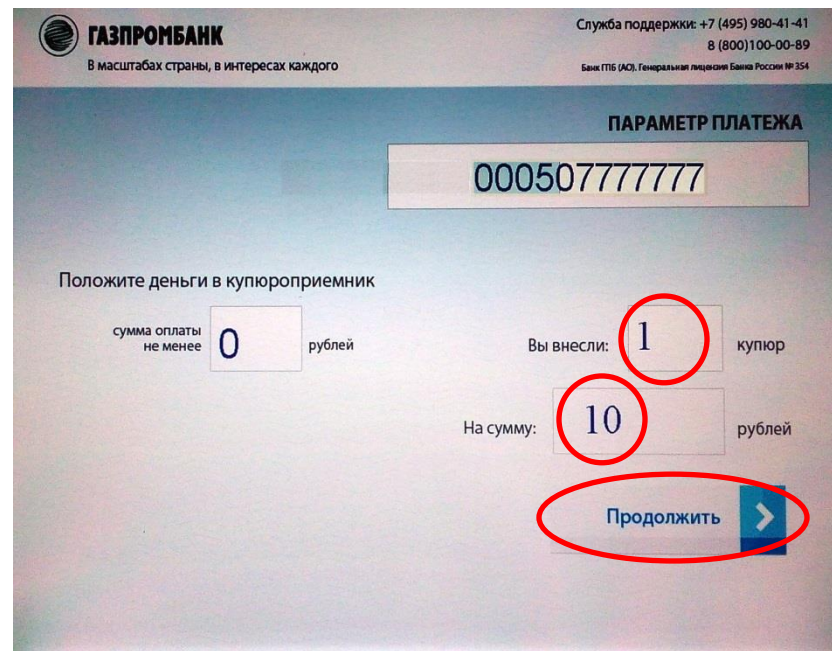 ГАЗПРОМБАНК
В масштабах страны, в интересах каждого
Служба поддержки: +7 (495) 980-41-41
8 (800)100-00-89
Банк ГПБ (АО). Генеральная лицензия Банка России № 354
ПАРАМЕТР ПЛАТЕЖА
000507777777
Положите деньги в купюроприемник
сумма оплаты
не менее 0 рублей
Вы внесли: 1 купюр
На сумму: 10 рублей
Продолжить